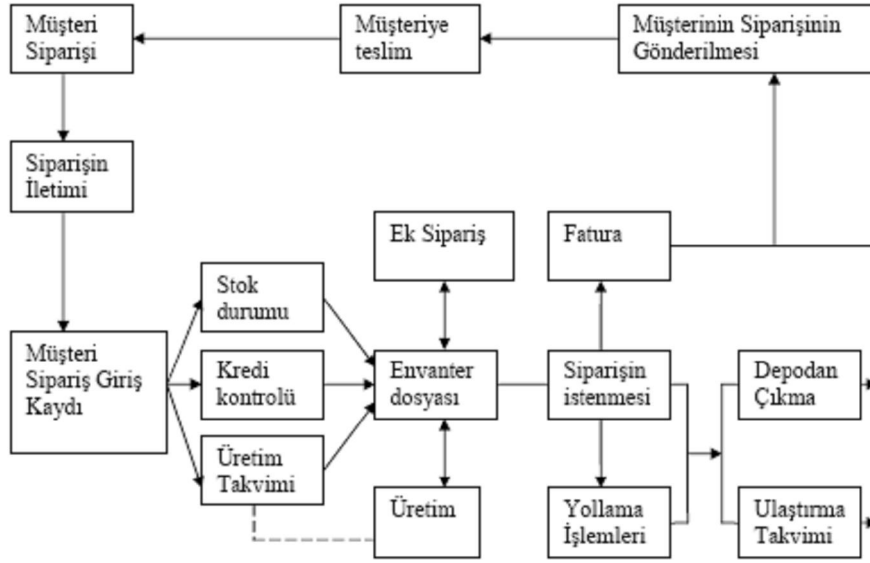 Müşteri
Siparişi
Müşteriye
teslim
Müşterinin Siparişinin
Gönderilmesi
Siparişin
İletimi
Ek Sipariş
Fatura
Stok
durumu
Müşteri
Sipariş Giriş
Kaydı
Kredi
kontrolü
Envanter
dosyası
Siparişin
istenmesi
Depodan
Çıkma
Üretim
Takvimi
Üretim
Yollama
İşlemleri
Ulaştırma
Takvimi